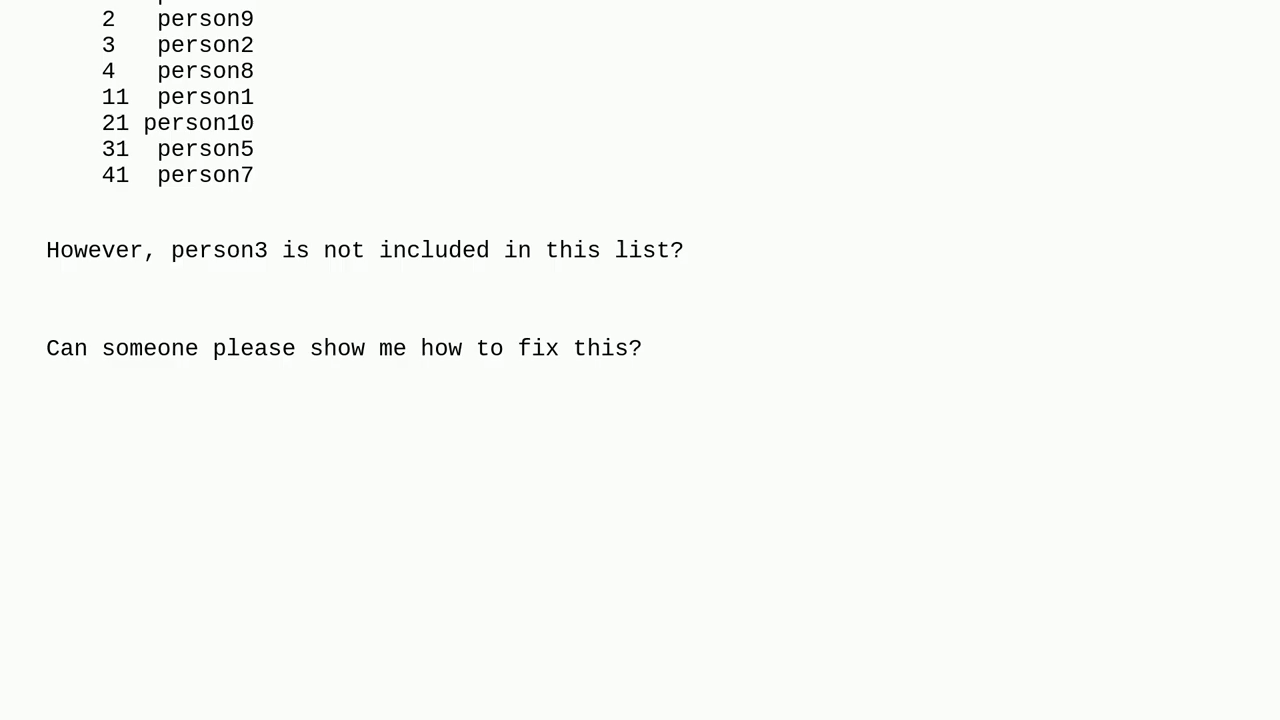 2   person9
3   person2
4   person8
11  person1
21 person10
31  person5
41  person7
However, person3 is not included in this list?
Can someone please show me how to fix this?